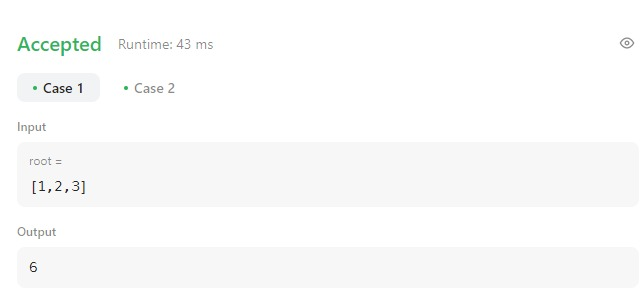 Accepted Runtime: 43 ms
• Case 1 • Case 2
Input
root =
[1,2,3]
Output
6